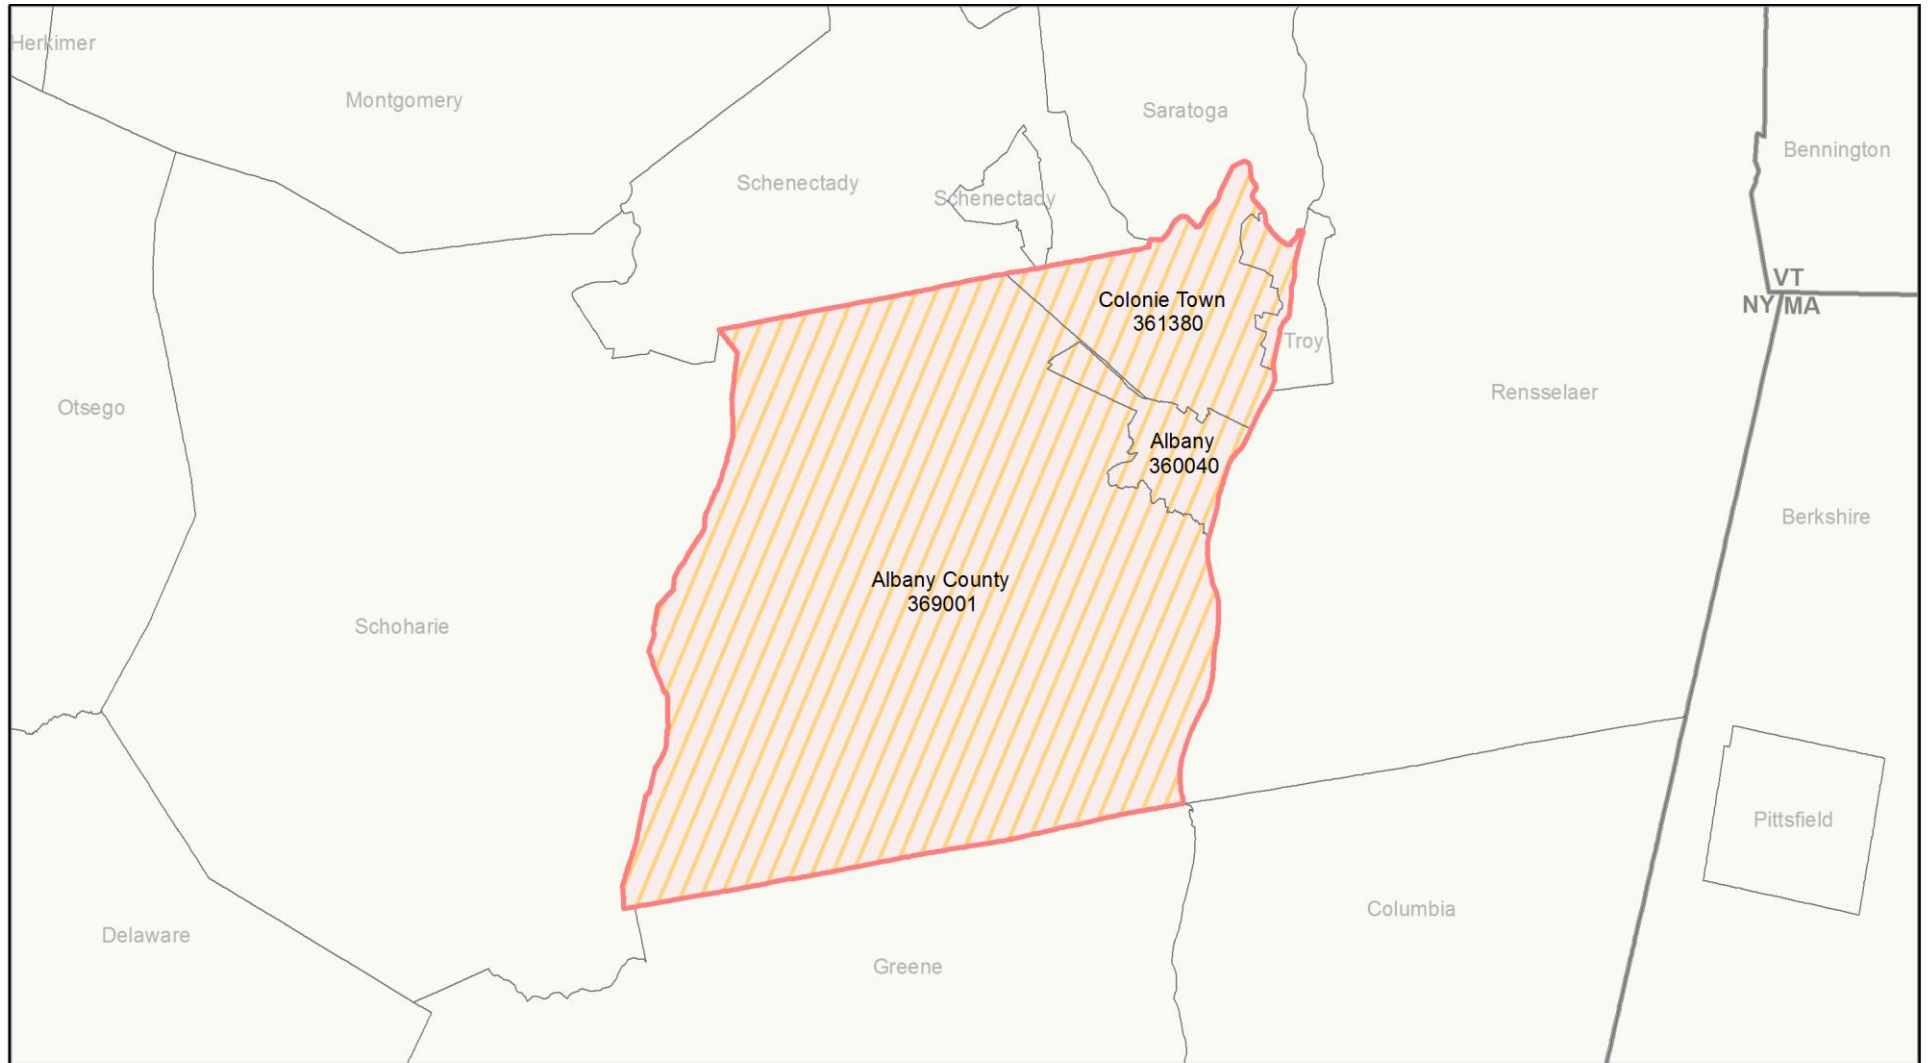 Herkimer
Montgomery
Saratoga
Bennington
Schenectady
Schenectady
VT
NY
MA
Colonie Town
361380
Troy
Rensselaer
Otsego
Albany
360040
Berkshire
Albany County
369001
Schoharie
Pittsfield
Columbia
Delaware
Greene